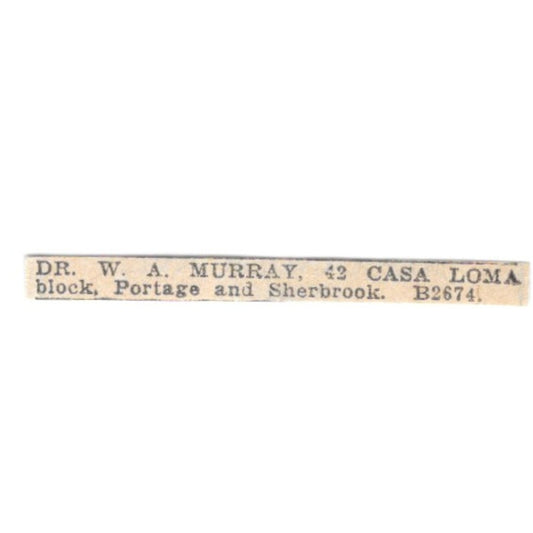 DR. W. A. MURRAY, 42 CASA LOMA
block, Portage and Sherbrook. B2674.